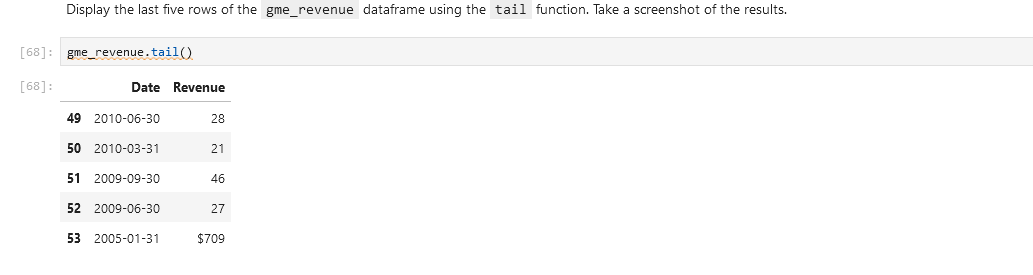 Display the last five rows of the gme_revenue dataframe using the tail function. Take a screenshot of the results.
[68]: gme_revenue.tail()
[68]: Date Revenue
49 2010-06-30 28
50 2010-03-31 21
51 2009-09-30 46
52 2009-06-30 27
53 2005-01-31 $709